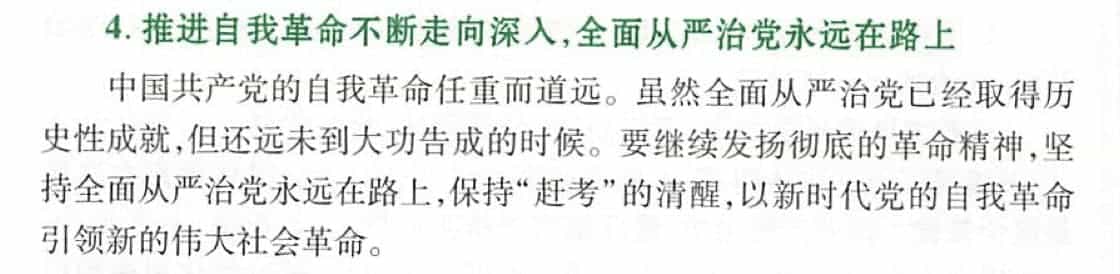 4. 推进自我革命不断走向深入,全面从严治党永远在路上
中国共产党的自我革命任重而道远。虽然全面从严治党已经取得历
史性成就,但还远未到大功告成的时候。要继续发扬彻底的革命精神,坚
持全面从严治党永远在路上,保持“赶考”的清醒,以新时代党的自我革命
引领新的伟大社会革命。